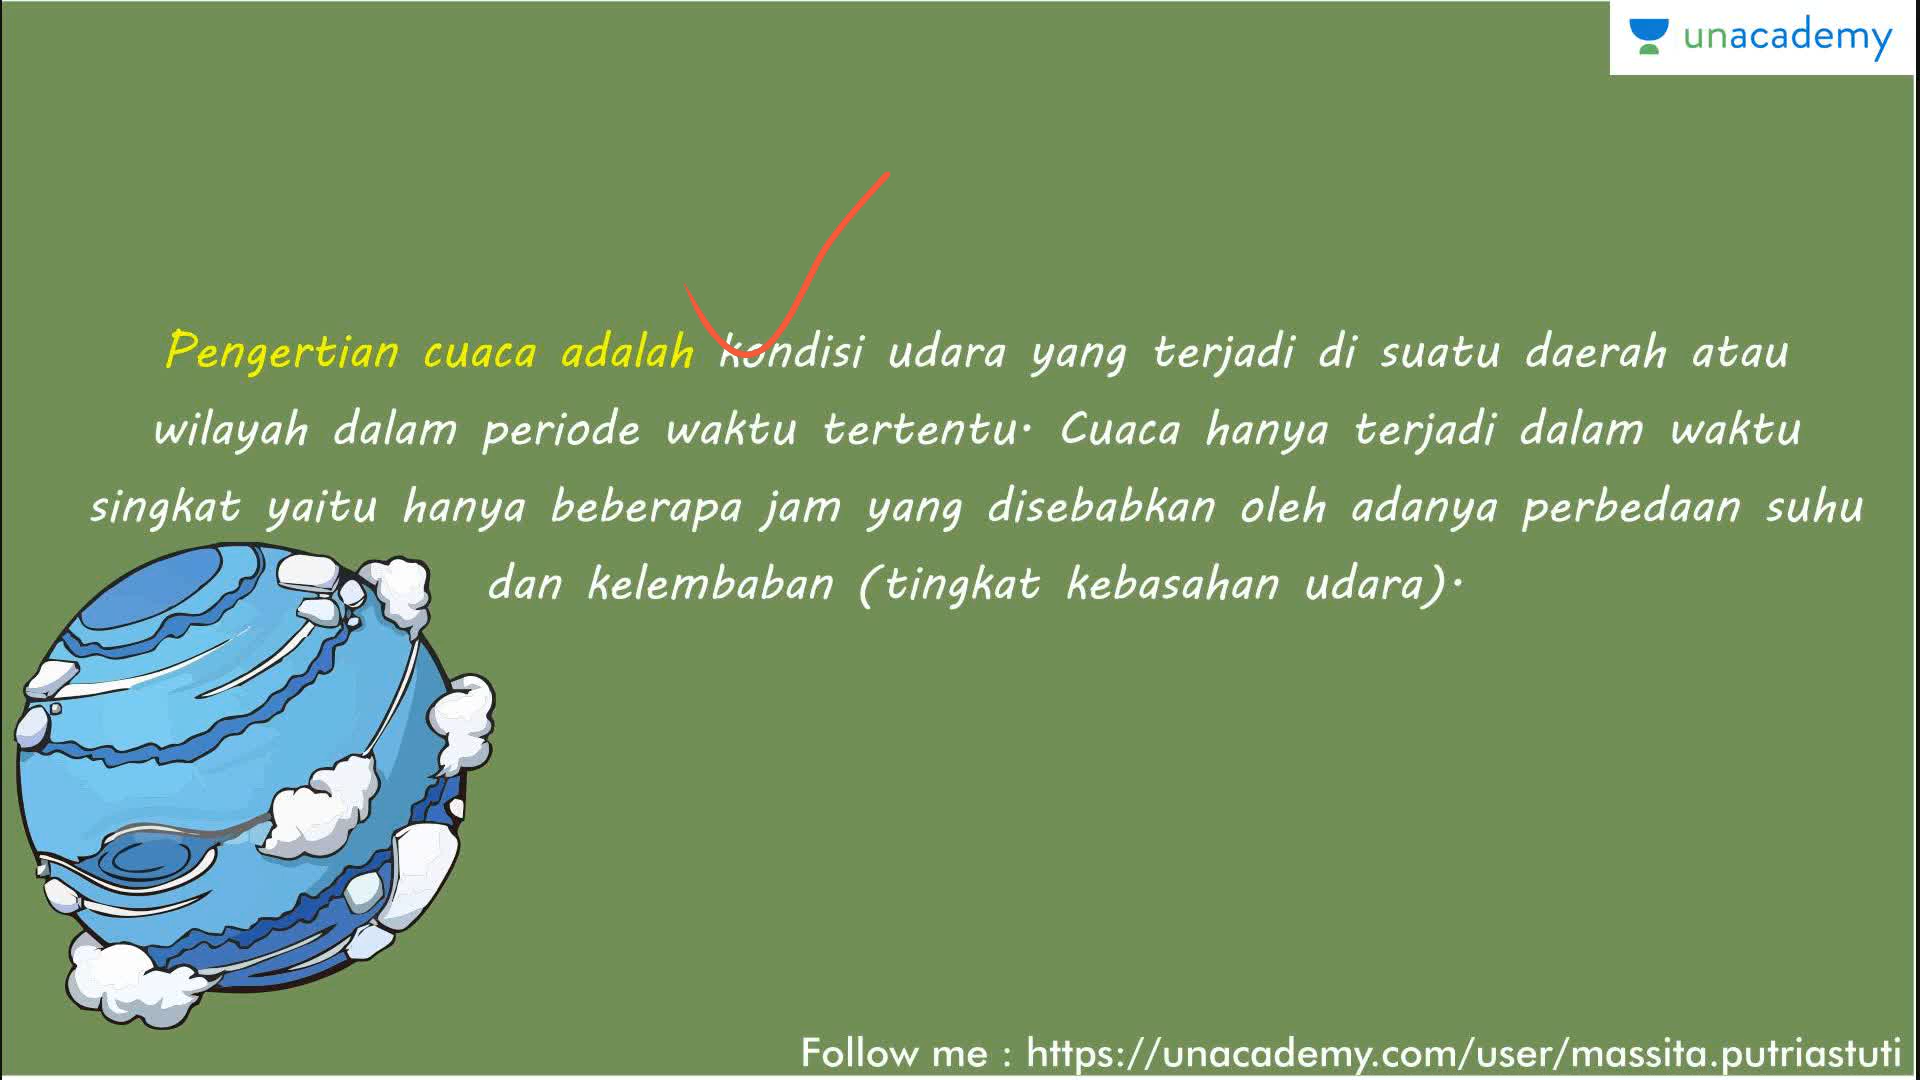 unacademy
Pengertian cuaca adalah kondisi udara yang terjadi di suatu daerah atau
wilayah dalam periode waktu tertentu. Cuaca hanya terjadi dalam waktu
singkat yaitu hanya beberapa jam yang disebabkan oleh adanya perbedaan suhu
dan kelembaban (tingkat kebasahan udara).
Follow me : https://unacademy.com/user/massita.putriastuti